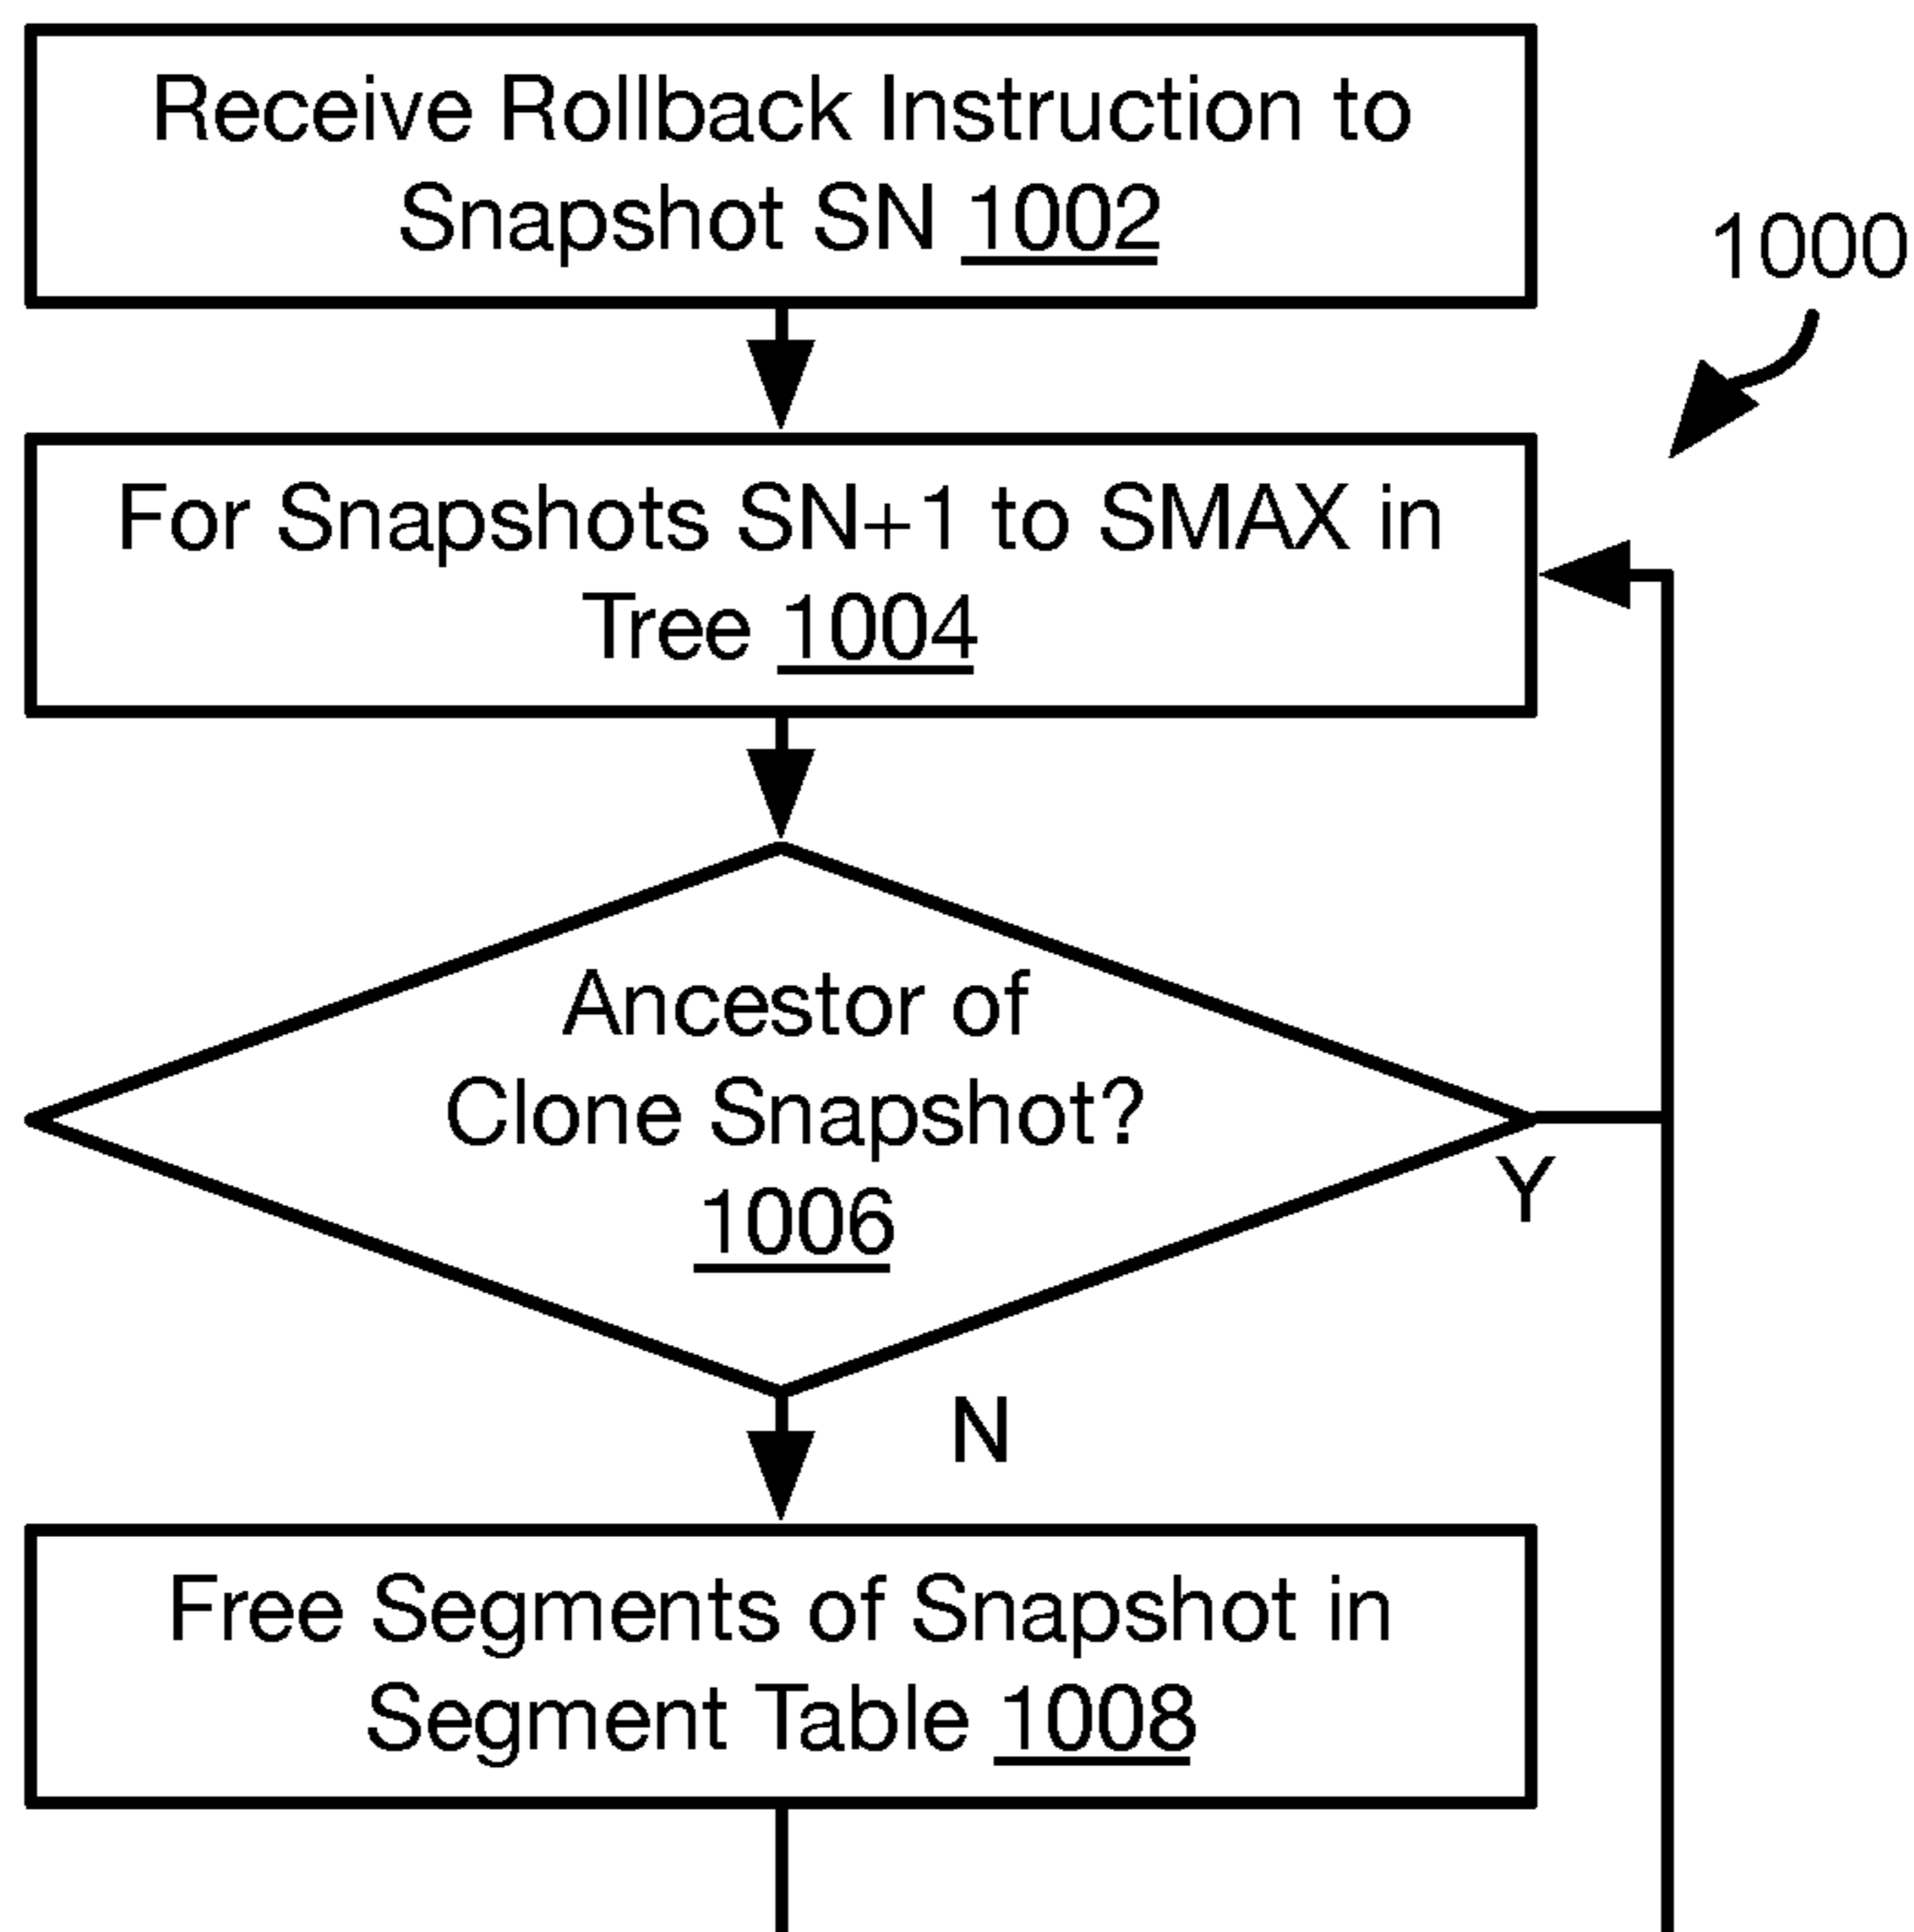 Receive Rollback Instruction to
Snapshot SN 1002
1000
For Snapshots SN+1 to SMAX in
Tree 1004
Ancestor of
Clone Snapshot?
1006
Y
N
Free Segments of Snapshot in
Segment Table 1008